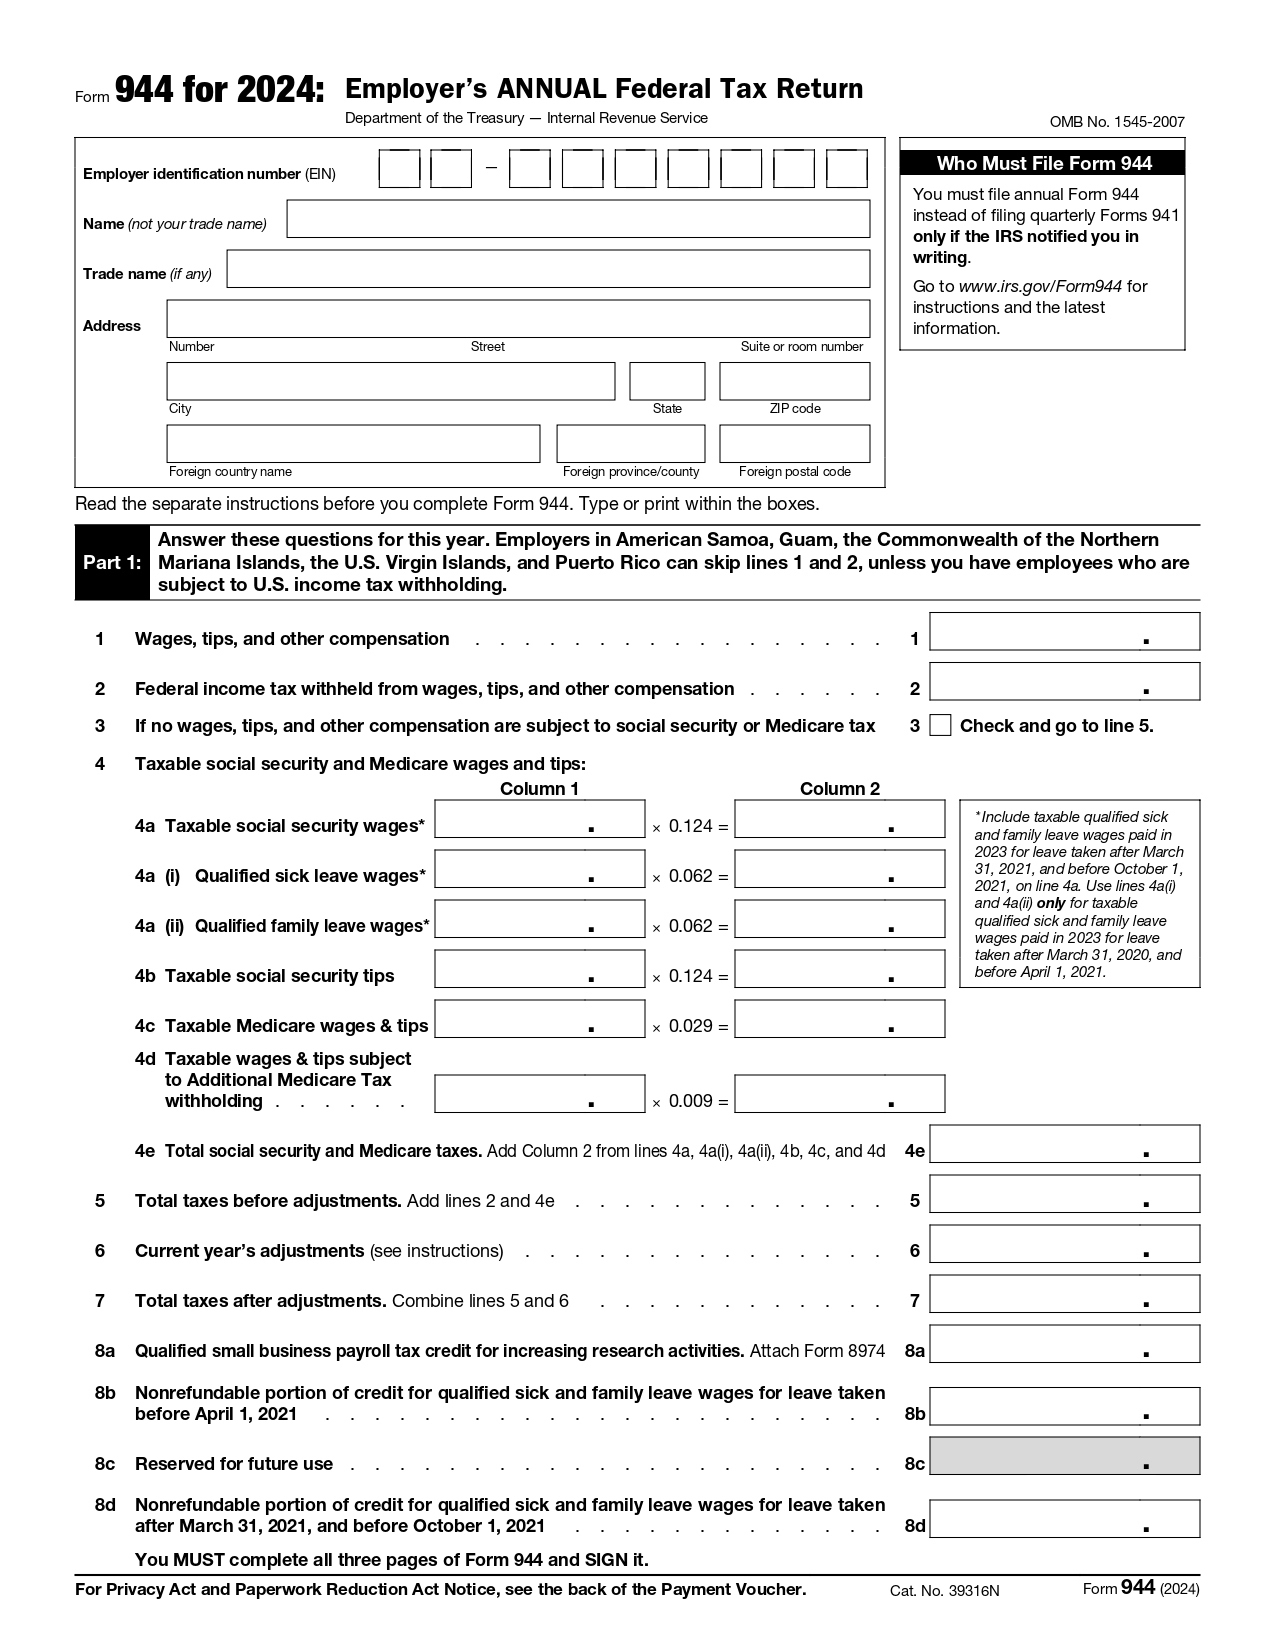 Form 944 for 2024: Employer's ANNUAL Federal Tax Return
Department of the Treasury — Internal Revenue Service
OMB No. 1545-2007
Employer identification number (EIN) –
Name (not your trade name)
Trade name (if any)
Address
Number Street Suite or room number
City State ZIP code
Foreign country name Foreign province/county Foreign postal code
Who Must File Form 944
You must file annual Form 944
instead of filing quarterly Forms 941
only if the IRS notified you in
writing.
Go to www.irs.gov/Form944 for
instructions and the latest
information.
Read the separate instructions before you complete Form 944. Type or print within the boxes.
Part 1: Answer these questions for this year. Employers in American Samoa, Guam, the Commonwealth of the Northern
Mariana Islands, the U.S. Virgin Islands, and Puerto Rico can skip lines 1 and 2, unless you have employees who are
subject to U.S. income tax withholding.
1 Wages, tips, and other compensation . . . . . . . . . . . . . . . . . 1 .
2 Federal income tax withheld from wages, tips, and other compensation . . . . . . 2 .
3 If no wages, tips, and other compensation are subject to social security or Medicare tax 3 Check and go to line 5.
4 Taxable social security and Medicare wages and tips:
Column 1 Column 2
4a Taxable social security wages* . × 0.124 = .
4a (i) Qualified sick leave wages* . × 0.062 = .
4a (ii) Qualified family leave wages* . × 0.062 = .
4b Taxable social security tips . × 0.124 = .
4c Taxable Medicare wages & tips . × 0.029 = .
4d Taxable wages & tips subject
to Additional Medicare Tax
withholding . . . . . . . × 0.009 = .
*Include taxable qualified sick
and family leave wages paid in
2023 for leave taken after March
31, 2021, and before October 1,
2021, on line 4a. Use lines 4a(i)
and 4a(ii) only for taxable
qualified sick and family leave
wages paid in 2023 for leave
taken after March 31, 2020, and
before April 1, 2021.
4e Total social security and Medicare taxes. Add Column 2 from lines 4a, 4a(i), 4a(ii), 4b, 4c, and 4d 4e .
5 Total taxes before adjustments. Add lines 2 and 4e . . . . . . . . . . . . . 5 .
6 Current year's adjustments (see instructions) . . . . . . . . . . . . . . . 6 .
7 Total taxes after adjustments. Combine lines 5 and 6 . . . . . . . . . . . . 7 .
8a Qualified small business payroll tax credit for increasing research activities. Attach Form 8974 8a .
8b Nonrefundable portion of credit for qualified sick and family leave wages for leave taken
before April 1, 2021 . . . . . . . . . . . . . . . . . . . . . . . 8b .
8c Reserved for future use . . . . . . . . . . . . . . . . . . . . . . 8c .
8d Nonrefundable portion of credit for qualified sick and family leave wages for leave taken
after March 31, 2021, and before October 1, 2021 . . . . . . . . . . . . . 8d .
You MUST complete all three pages of Form 944 and SIGN it.
For Privacy Act and Paperwork Reduction Act Notice, see the back of the Payment Voucher. Cat. No. 39316N Form 944 (2024)